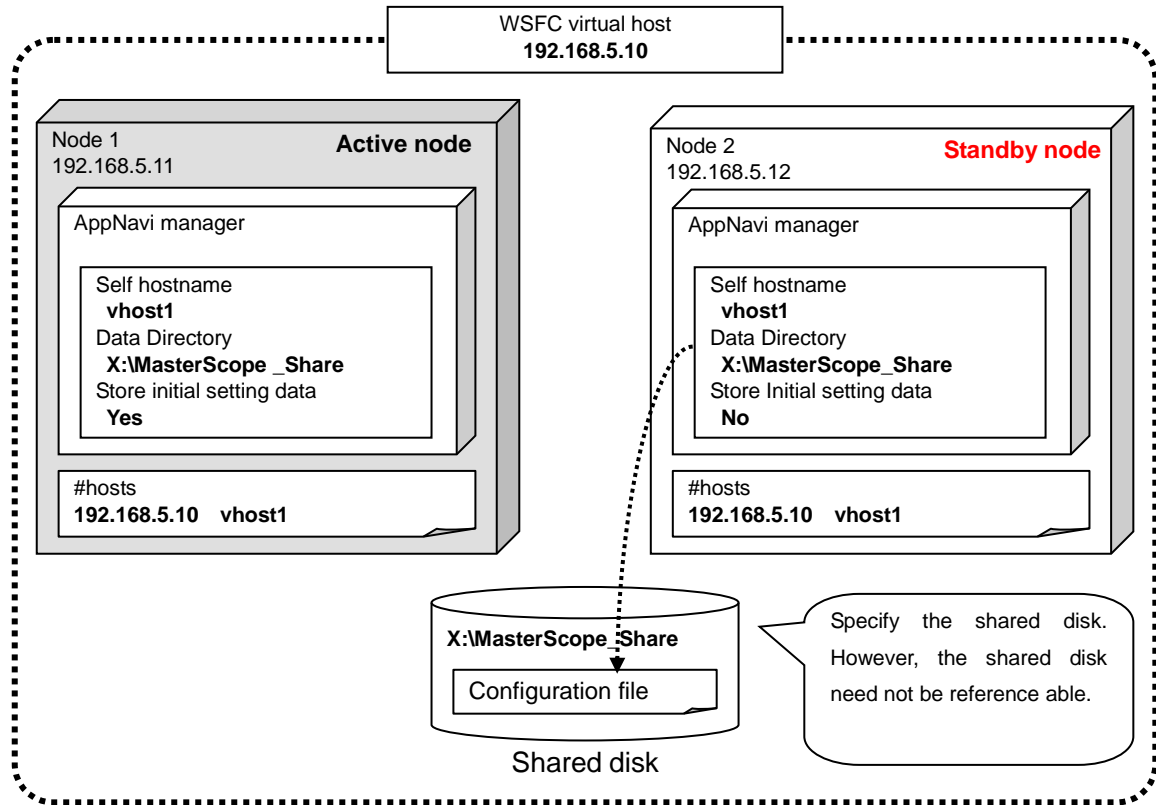 WSFC virtual host
192.168.5.10
Node 1
Active node
192.168.5.11
AppNavi manager
Self hostname
vhost1
Data Directory
X:\MasterScope _Share
Store initial setting data
Yes
#hosts
192.168.5.10 vhost1
Node 2
Standby node
192.168.5.12
AppNavi manager
Self hostname
vhost1
Data Directory
X:\MasterScope_Share
Store Initial setting data
No
#hosts
192.168.5.10 vhost1
X:\MasterScope_Share
Configuration file
Shared disk
Specify the shared disk.
However, the shared disk
need not be reference able.